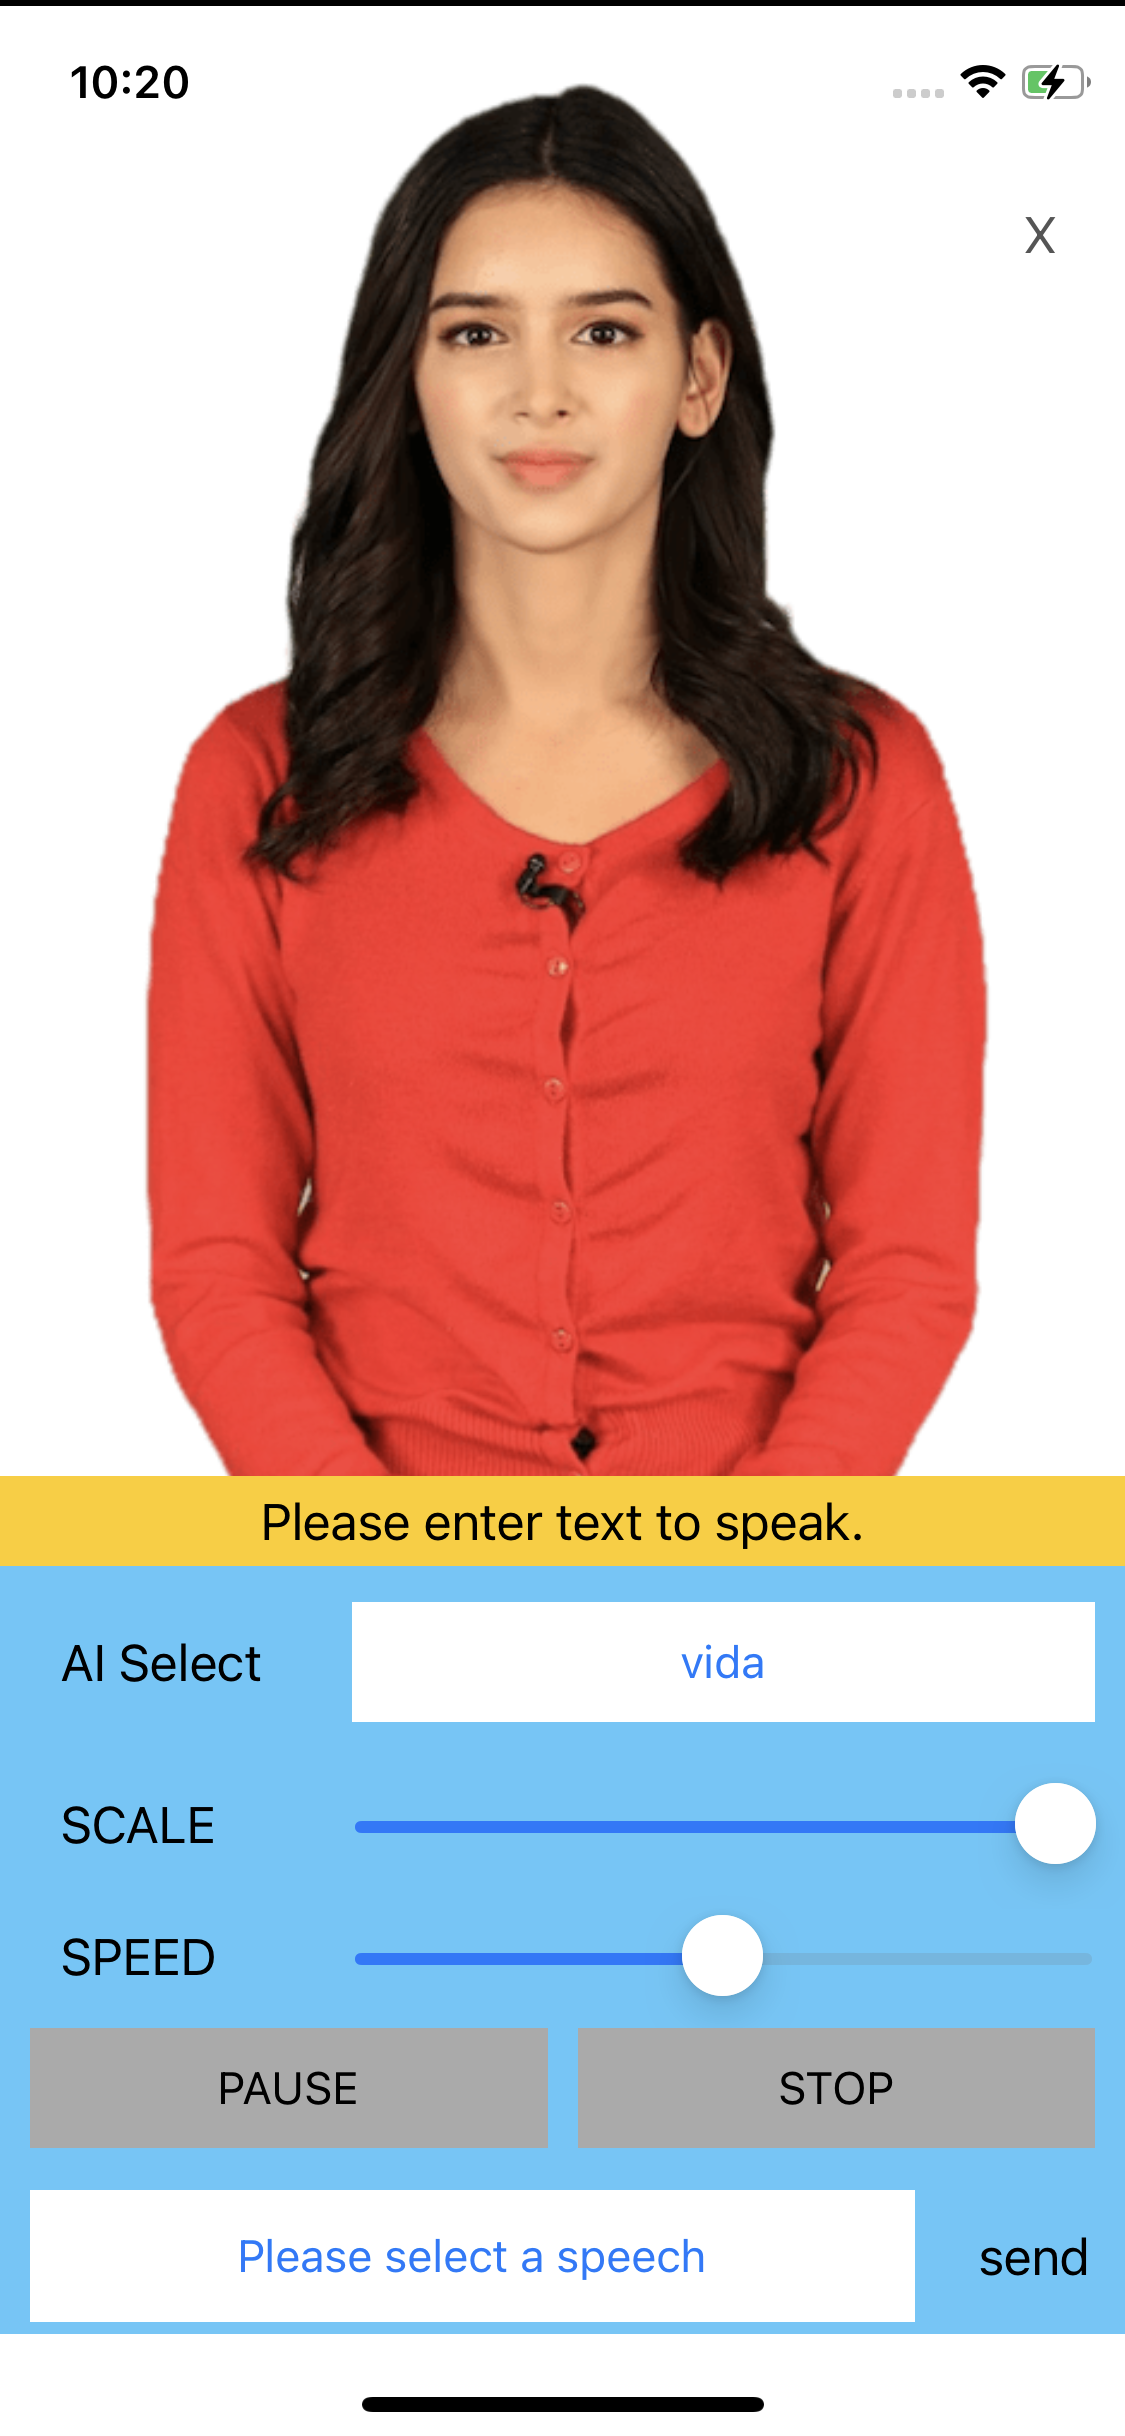 10:20
X
Please enter text to speak.
AI Select
vida
SCALE
SPEED
PAUSE
STOP
Please select a speech
send